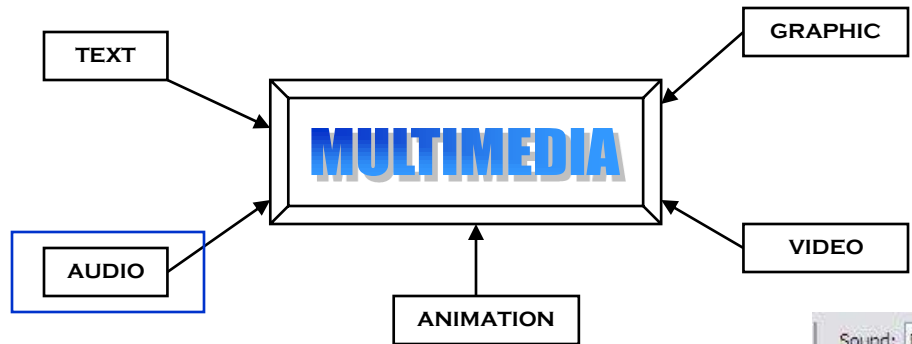 TEXT
GRAPHIC
MULTIMEDIA
AUDIO
VIDEO
ANIMATION
Sound: